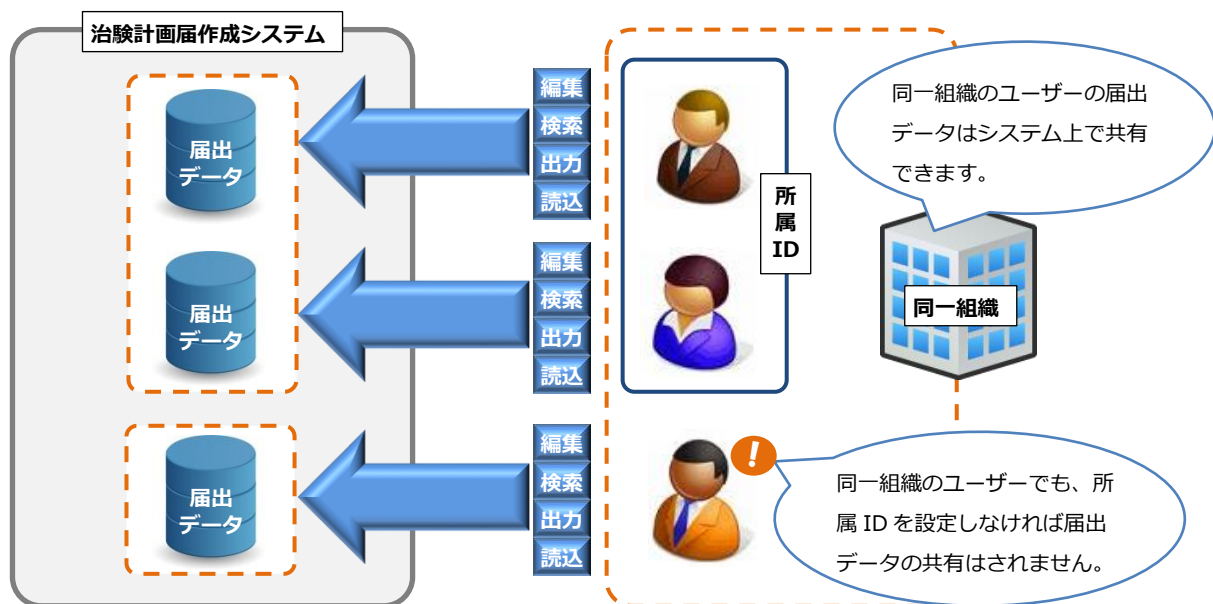 治験計画届作成システム
届出
データ
編集
検索
出力
読込
所
属
ID
同一組織のユーザーの届出
データはシステム上で共有
できます。
同一組織
届出
データ
編集
検索
出力
読込
届出
データ
編集
検索
出力
読込
!
同一組織のユーザーでも、所
属 ID を設定しなければ届出
データの共有はされません。